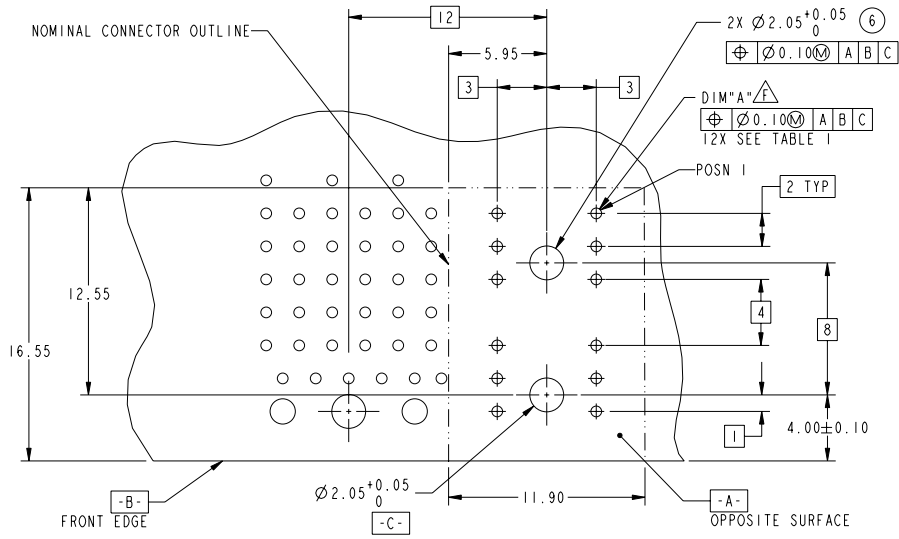 12
2X Ø2.05 +0.05 0 6
NOMINAL CONNECTOR OUTLINE
5.95
⌖ Ø0.10Ⓜ A B C
3
3
DIM"A" F
⌖ Ø0.10Ⓜ A B C
12X SEE TABLE 1
POSN 1
2 TYP
12.55
4
8
16.55
1
4.00±0.10
Ø2.05 +0.05 0
-B-
11.90
-A-
FRONT EDGE
-C-
OPPOSITE SURFACE